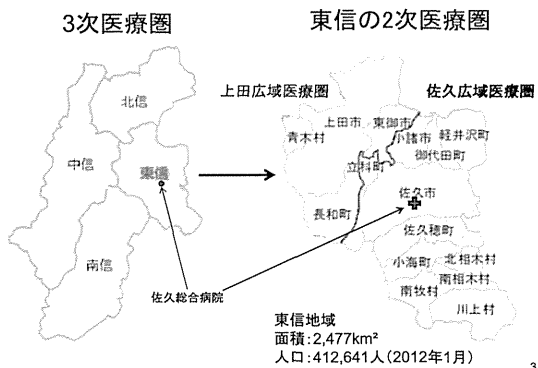 3次医療圏
東信の2次医療圏
北信
中信
東信
南信
佐久総合病院
上田広域医療圏
佐久広域医療圏
上田市
東御市
青木村
小諸市
軽井沢町
御代田町
立科町
佐久市
長和町
佐久穂町
小海町
北相木村
南相木村
南牧村
川上村
東信地域
面積:2,477km²
人口:412,641人(2012年1月)
3